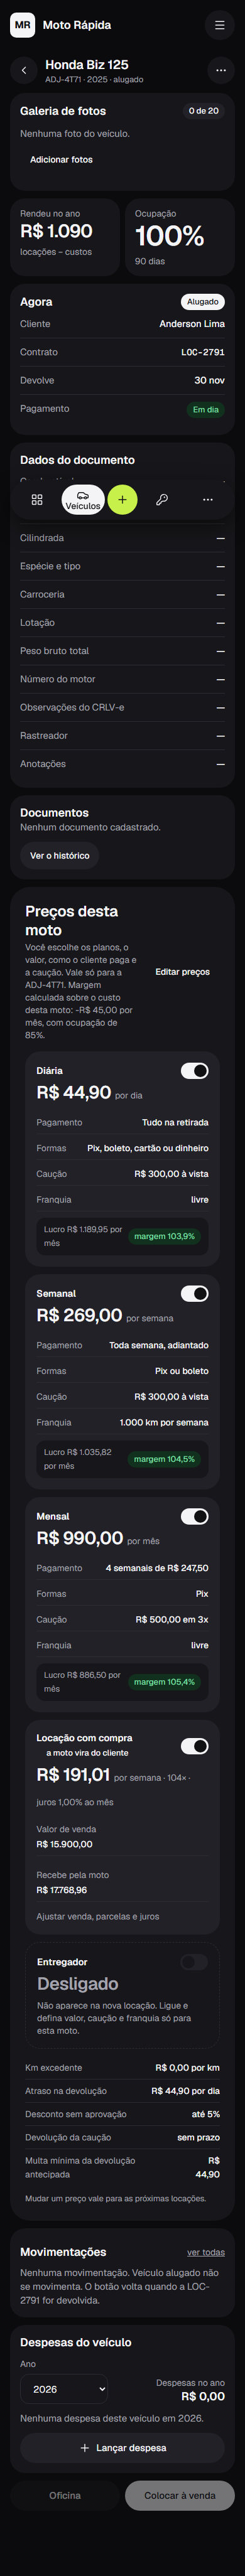 MR Moto Rápida
Honda Biz 125
ADJ-4T71 · 2025 · alugado
Galeria de fotos 0 de 20
Nenhuma foto do veículo.
Adicionar fotos
Rendeu no ano
R$ 1.090
locações − custos
Ocupação
100%
90 dias
Agora Alugado
Cliente Anderson Lima
Contrato LOC-2791
Devolve 30 nov
Pagamento Em dia
Dados do documento
Veículos
Cilindrada —
Espécie e tipo —
Carroceria —
Lotação —
Peso bruto total —
Número do motor —
Observações do CRLV-e —
Rastreador —
Anotações —
Documentos
Nenhum documento cadastrado.
Ver o histórico
Preços desta
moto
Você escolhe os planos, o
valor, como o cliente paga e
a caução. Vale só para a
ADJ-4T71. Margem
calculada sobre o custo
desta moto: -R$ 45,00 por
mês, com ocupação de
85%.
Editar preços
Diária
R$ 44,90 por dia
Pagamento Tudo na retirada
Formas Pix, boleto, cartão ou dinheiro
Caução R$ 300,00 à vista
Franquia livre
Lucro R$ 1.189,95 por
mês
margem 103,9%
Semanal
R$ 269,00 por semana
Pagamento Toda semana, adiantado
Formas Pix ou boleto
Caução R$ 300,00 à vista
Franquia 1.000 km por semana
Lucro R$ 1.035,82
por mês
margem 104,5%
Mensal
R$ 990,00 por mês
Pagamento 4 semanais de R$ 247,50
Formas Pix
Caução R$ 500,00 em 3x
Franquia livre
Lucro R$ 886,50 por
mês
margem 105,4%
Locação com compra
a moto vira do cliente
R$ 191,01 por semana · 104× ·
juros 1,00% ao mês
Valor de venda
R$ 15.900,00
Recebe pela moto
R$ 17.768,96
Ajustar venda, parcelas e juros
Entregador
Desligado
Não aparece na nova locação. Ligue e
defina valor, caução e franquia só para
esta moto.
Km excedente R$ 0,00 por km
Atraso na devolução R$ 44,90 por dia
Desconto sem aprovação até 5%
Devolução da caução sem prazo
Multa mínima da devolução
antecipada
R$
44,90
Mudar um preço vale para as próximas locações.
Movimentações ver todas
Nenhuma movimentação. Veículo alugado não
se movimenta. O botão volta quando a LOC-
2791 for devolvida.
Despesas do veículo
Ano
2026
Despesas no ano
R$ 0,00
Nenhuma despesa deste veículo em 2026.
+ Lançar despesa
Oficina
Colocar à venda